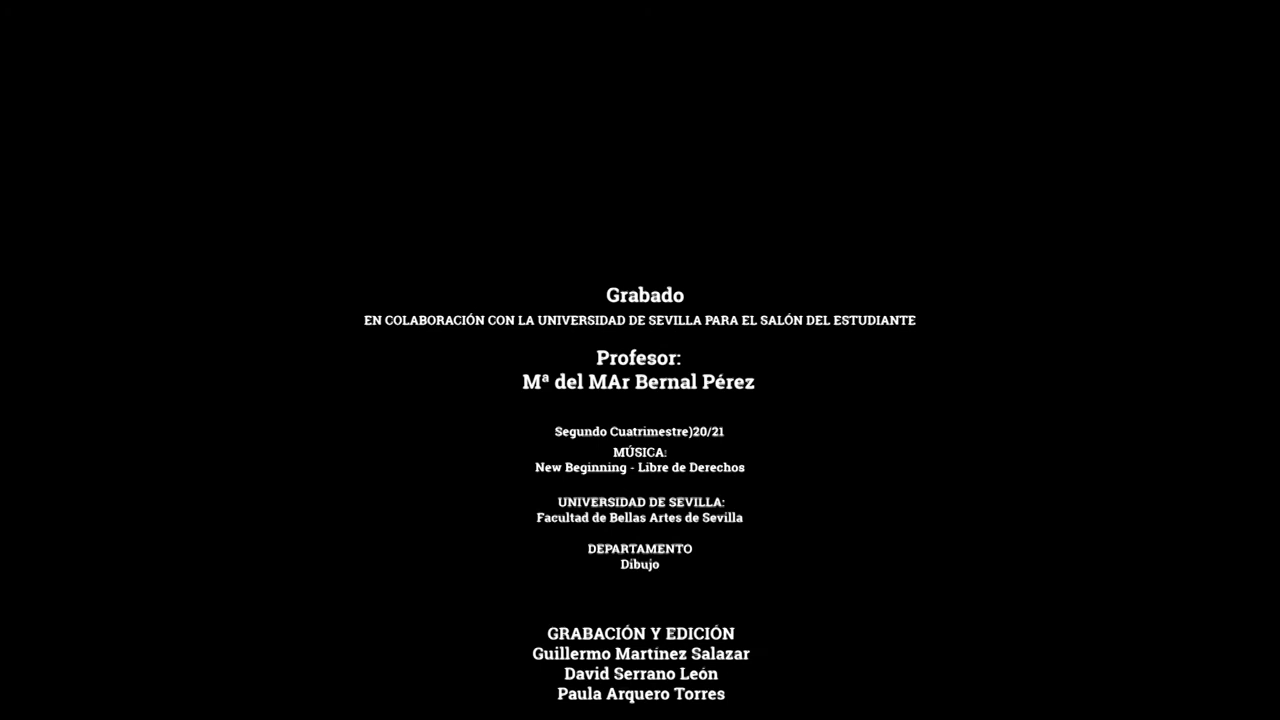 Grabado
EN COLABORACIÓN CON LA UNIVERSIDAD DE SEVILLA PARA EL SALÓN DEL ESTUDIANTE
Profesor:
Mª del MAr Bernal Pérez
Segundo Cuatrimestre)20/21
MÚSICA:
New Beginning - Libre de Derechos
UNIVERSIDAD DE SEVILLA:
Facultad de Bellas Artes de Sevilla
DEPARTAMENTO
Dibujo
GRABACIÓN Y EDICIÓN
Guillermo Martínez Salazar
David Serrano León
Paula Arquero Torres